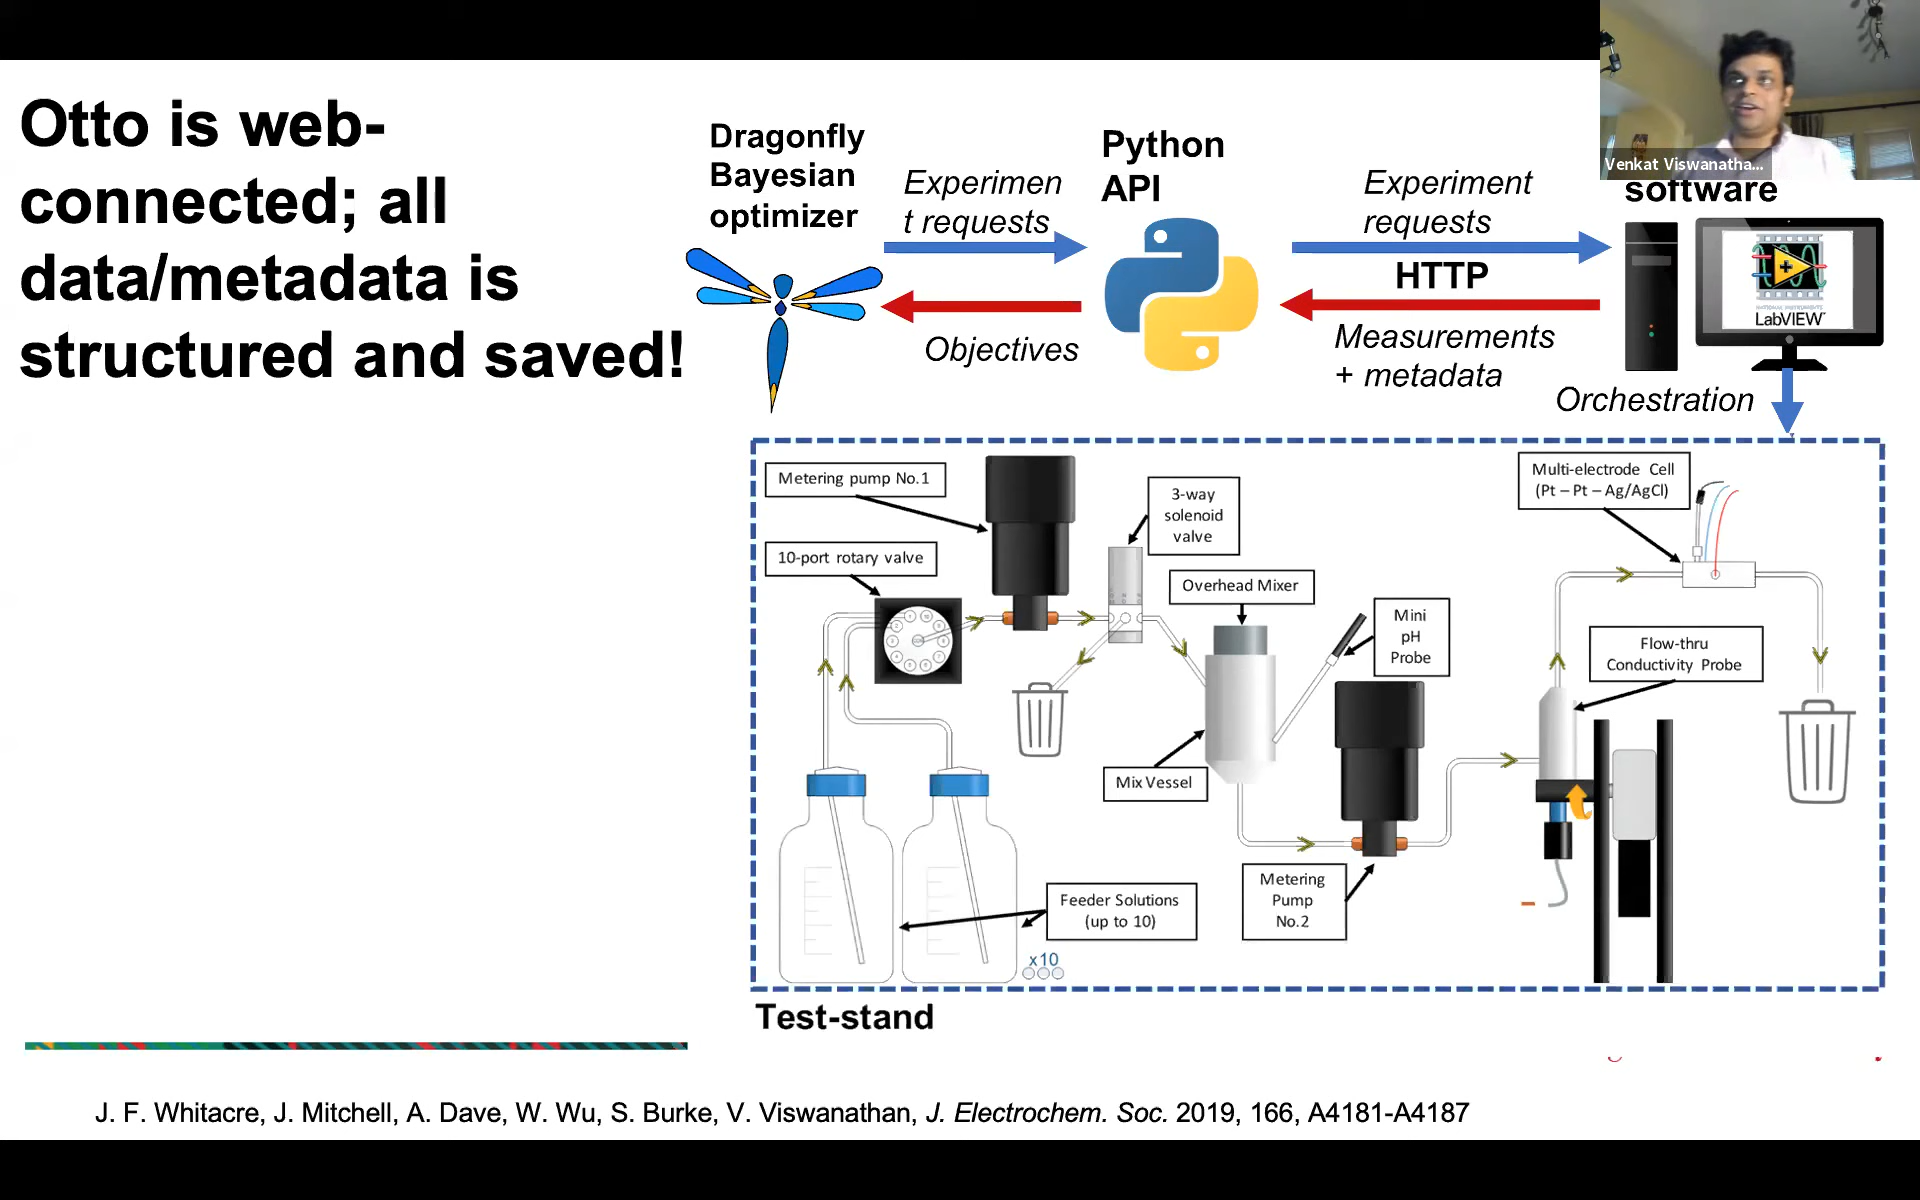 Otto is web-
connected; all
data/metadata is
structured and saved!
Dragonfly
Bayesian
optimizer
Experimen
t requests
Objectives
Python
API
Experiment
requests
HTTP
Measurements
+ metadata
Venkat Viswanatha...
software
NATIONAL INSTRUMENTS
LabVIEW™
Orchestration
Metering pump No.1
10-port rotary valve
3-way
solenoid
valve
Overhead Mixer
Mini
pH
Probe
Multi-electrode Cell
(Pt – Pt – Ag/AgCl)
Flow-thru
Conductivity Probe
Mix Vessel
Metering
Pump
No.2
Feeder Solutions
(up to 10)
x10
Test-stand
J. F. Whitacre, J. Mitchell, A. Dave, W. Wu, S. Burke, V. Viswanathan, J. Electrochem. Soc. 2019, 166, A4181-A4187